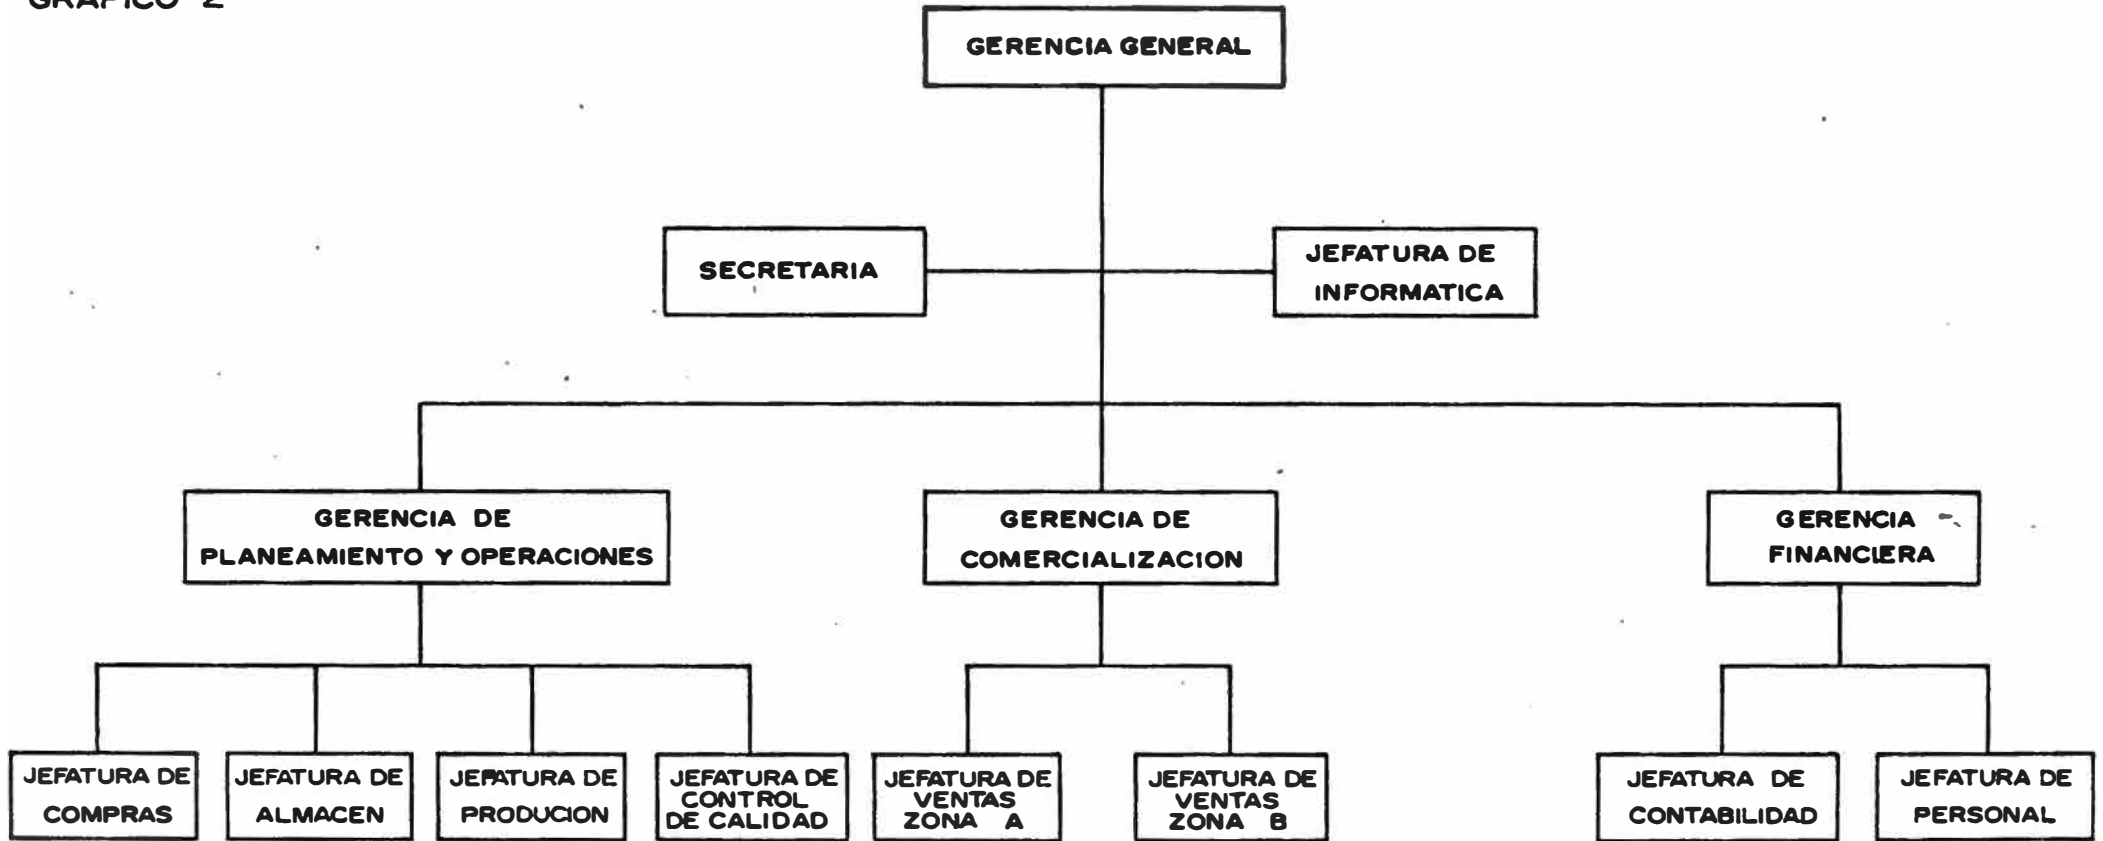 GRAFICO 2
GERENCIA GENERAL
SECRETARIA
JEFATURA DE
INFORMATICA
GERENCIA DE
PLANEAMIENTO Y OPERACIONES
GERENCIA DE
COMERCIALIZACION
GERENCIA
FINANCIERA
JEFATURA DE
COMPRAS
JEFATURA DE
ALMACEN
JEFATURA DE
PRODUCION
JEFATURA DE
CONTROL
DE CALIDAD
JEFATURA DE
VENTAS
ZONA A
JEFATURA DE
VENTAS
ZONA B
JEFATURA DE
CONTABILIDAD
JEFATURA DE
PERSONAL